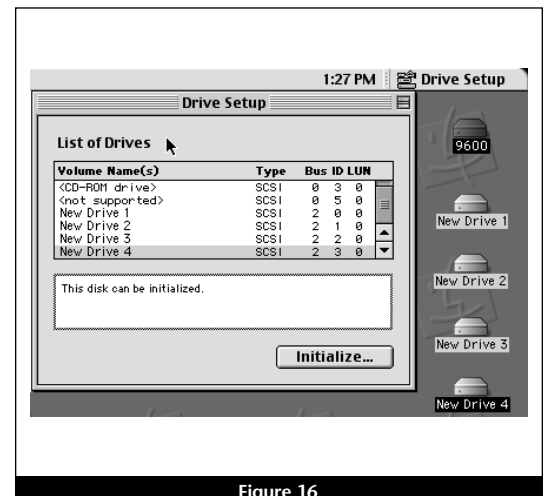 1:27 PM Drive Setup
Drive Setup
List of Drives
Volume Name(s) Type Bus ID LUN
<CD-ROM drive> SCSI 0 3 0
<not supported> SCSI 0 5 0
New Drive 1 SCSI 2 0 0
New Drive 2 SCSI 2 1 0
New Drive 3 SCSI 2 2 0
New Drive 4 SCSI 2 3 0
This disk can be initialized.
Initialize...
9600
New Drive 1
New Drive 2
New Drive 3
New Drive 4
Figure 16